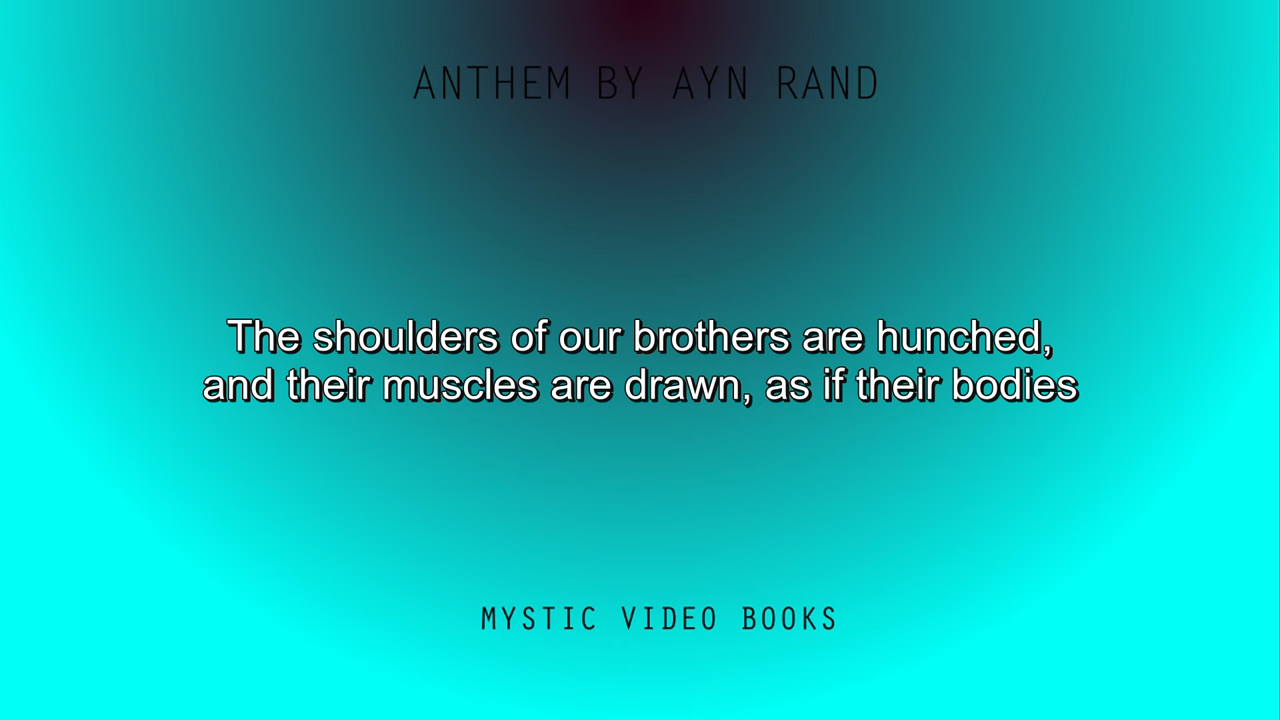 ANTHEM BY AYN RAND
The shoulders of our brothers are hunched,
and their muscles are drawn, as if their bodies
MYSTIC VIDEO BOOKS